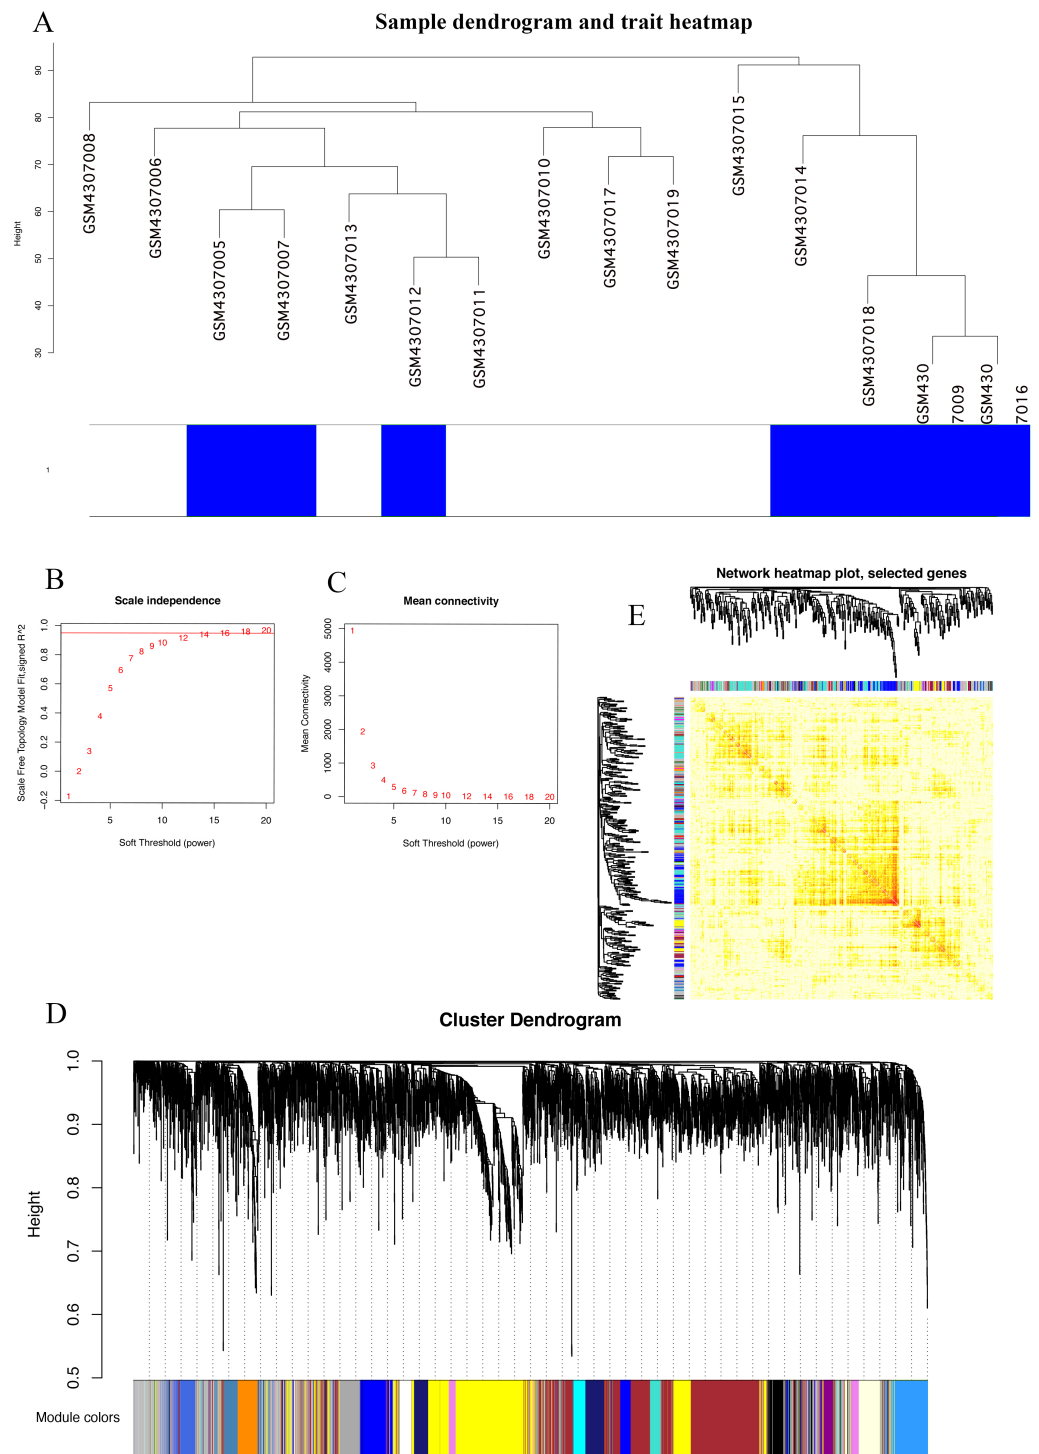 A
Sample dendrogram and trait heatmap
Height
90
80
70
60
50
40
30
GSM4307008
GSM4307006
GSM4307005
GSM4307007
GSM4307013
GSM4307012
GSM4307011
GSM4307010
GSM4307017
GSM4307019
GSM4307015
GSM4307014
GSM4307018
GSM430
7009
GSM430
7016
1
B
Scale independence
Scale Free Topology Model Fit,signed R^2
1.0
0.8
0.6
0.4
0.2
0.0
−0.2
1
2
3
4
5
6
7
8
9
10
12
14
16
18
20
5
10
15
20
Soft Threshold (power)
C
Mean connectivity
Mean Connectivity
5000
4000
3000
2000
1000
0
1
2
3
4
5
6
7
8
9
10
12
14
16
18
20
5
10
15
20
Soft Threshold (power)
E
Network heatmap plot, selected genes
D
Cluster Dendrogram
Height
1.0
0.9
0.8
0.7
0.6
0.5
Module colors